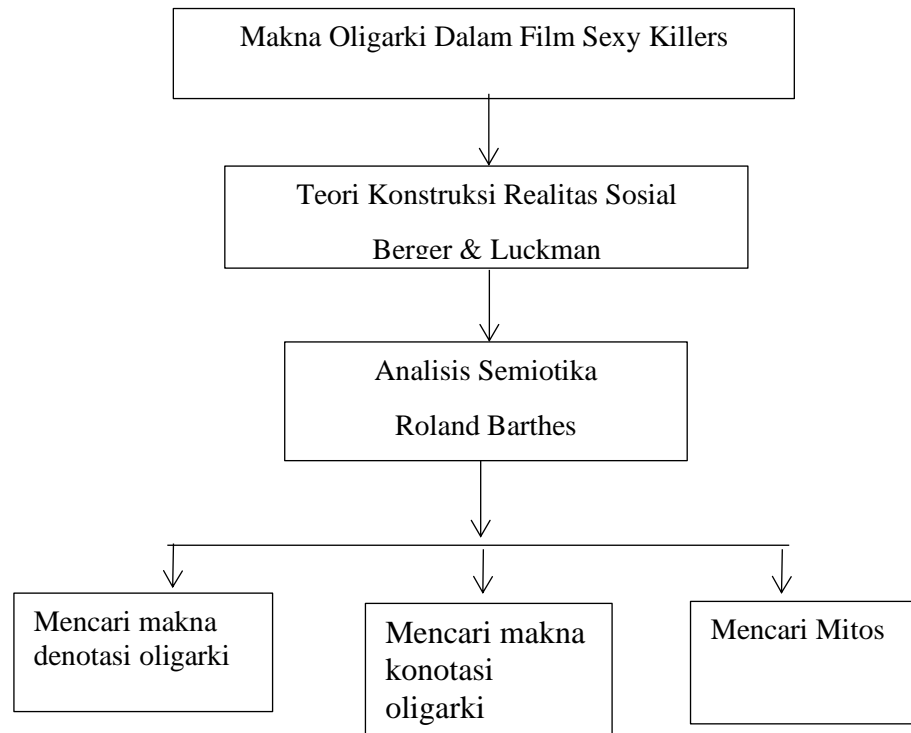 Makna Oligarki Dalam Film Sexy Killers
Teori Konstruksi Realitas Sosial
Berger & Luckman
Analisis Semiotika
Roland Barthes
Mencari makna
denotasi oligarki
Mencari makna
konotasi
oligarki
Mencari Mitos